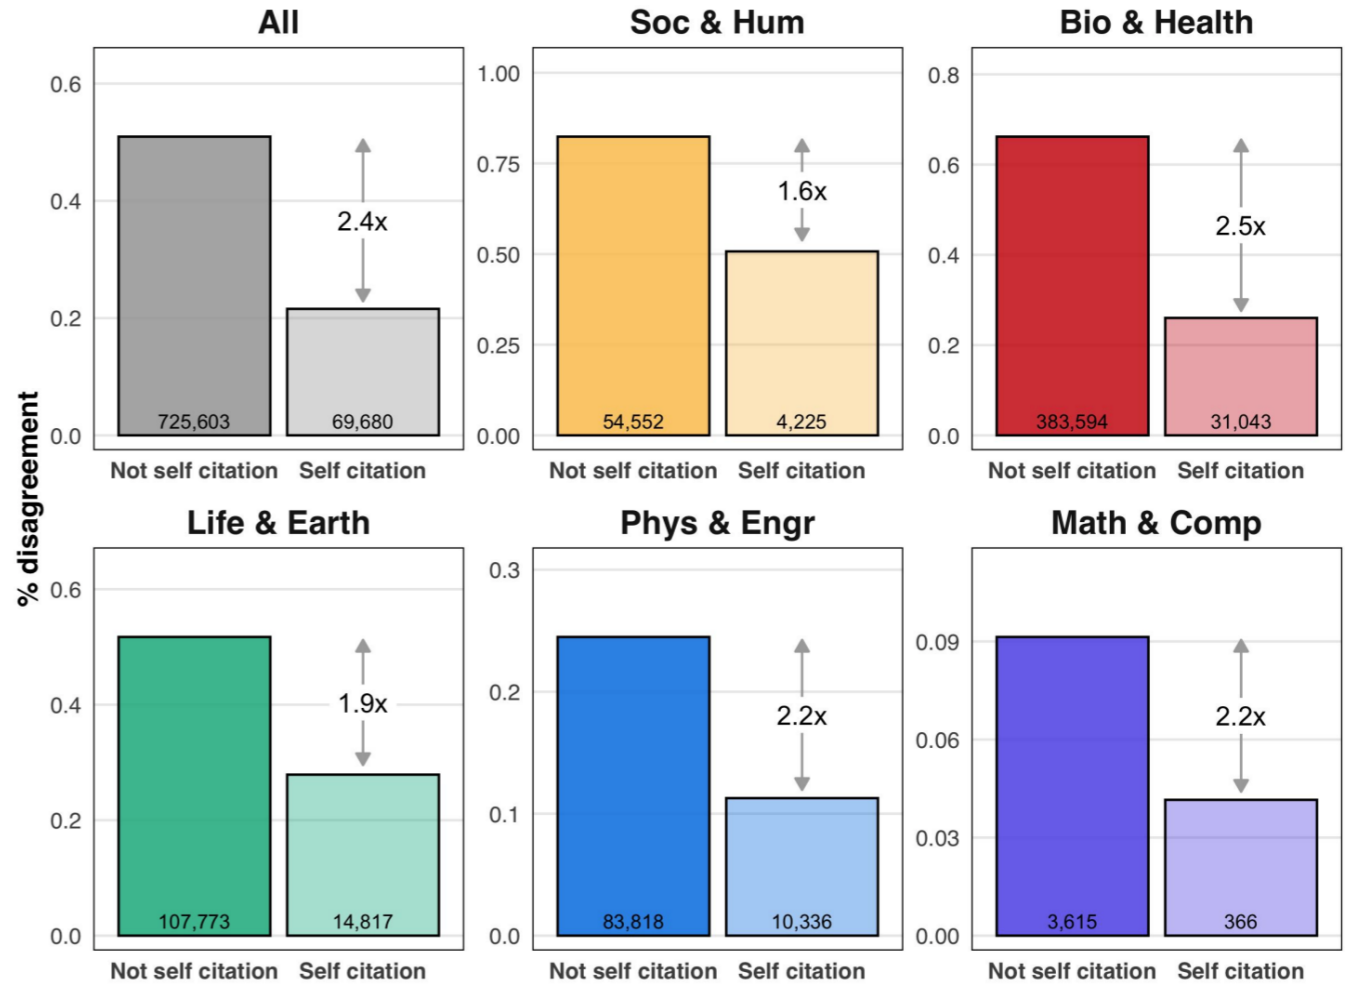 All
Soc & Hum
Bio & Health
0.6
0.4
0.2
0.0
2.4x
725,603
69,680
Not self citation
Self citation
1.00
0.75
0.50
0.25
0.00
1.6x
54,552
4,225
Not self citation
Self citation
0.8
0.6
0.4
0.2
0.0
2.5x
383,594
31,043
Not self citation
Self citation
% disagreement
Life & Earth
Phys & Engr
Math & Comp
0.6
0.4
0.2
0.0
1.9x
107,773
14,817
Not self citation
Self citation
0.3
0.2
0.1
0.0
2.2x
83,818
10,336
Not self citation
Self citation
0.09
0.06
0.03
0.00
2.2x
3,615
366
Not self citation
Self citation